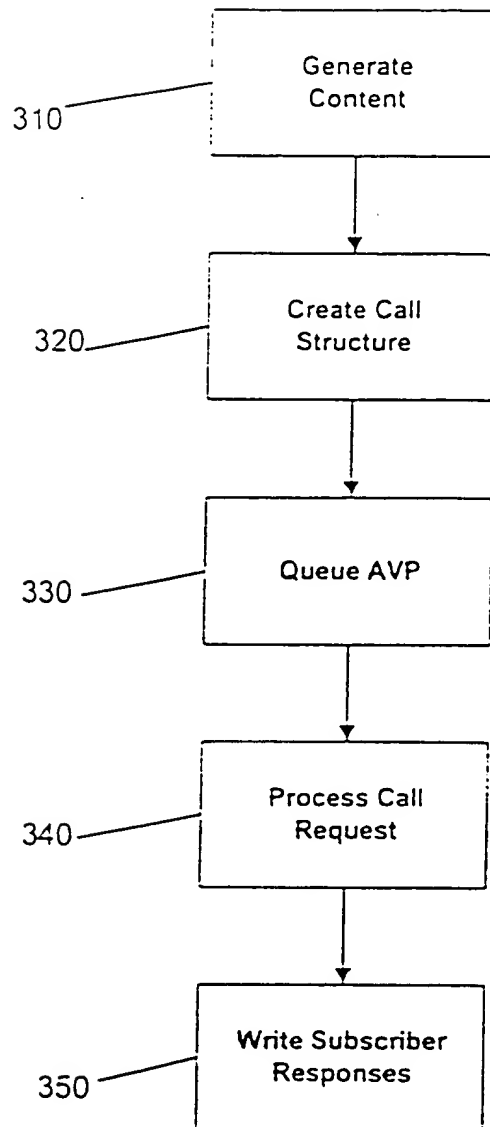 Generate
Content
310
Create Call
Structure
320
Queue AVP
330
Process Call
Request
340
Write Subscriber
Responses
350